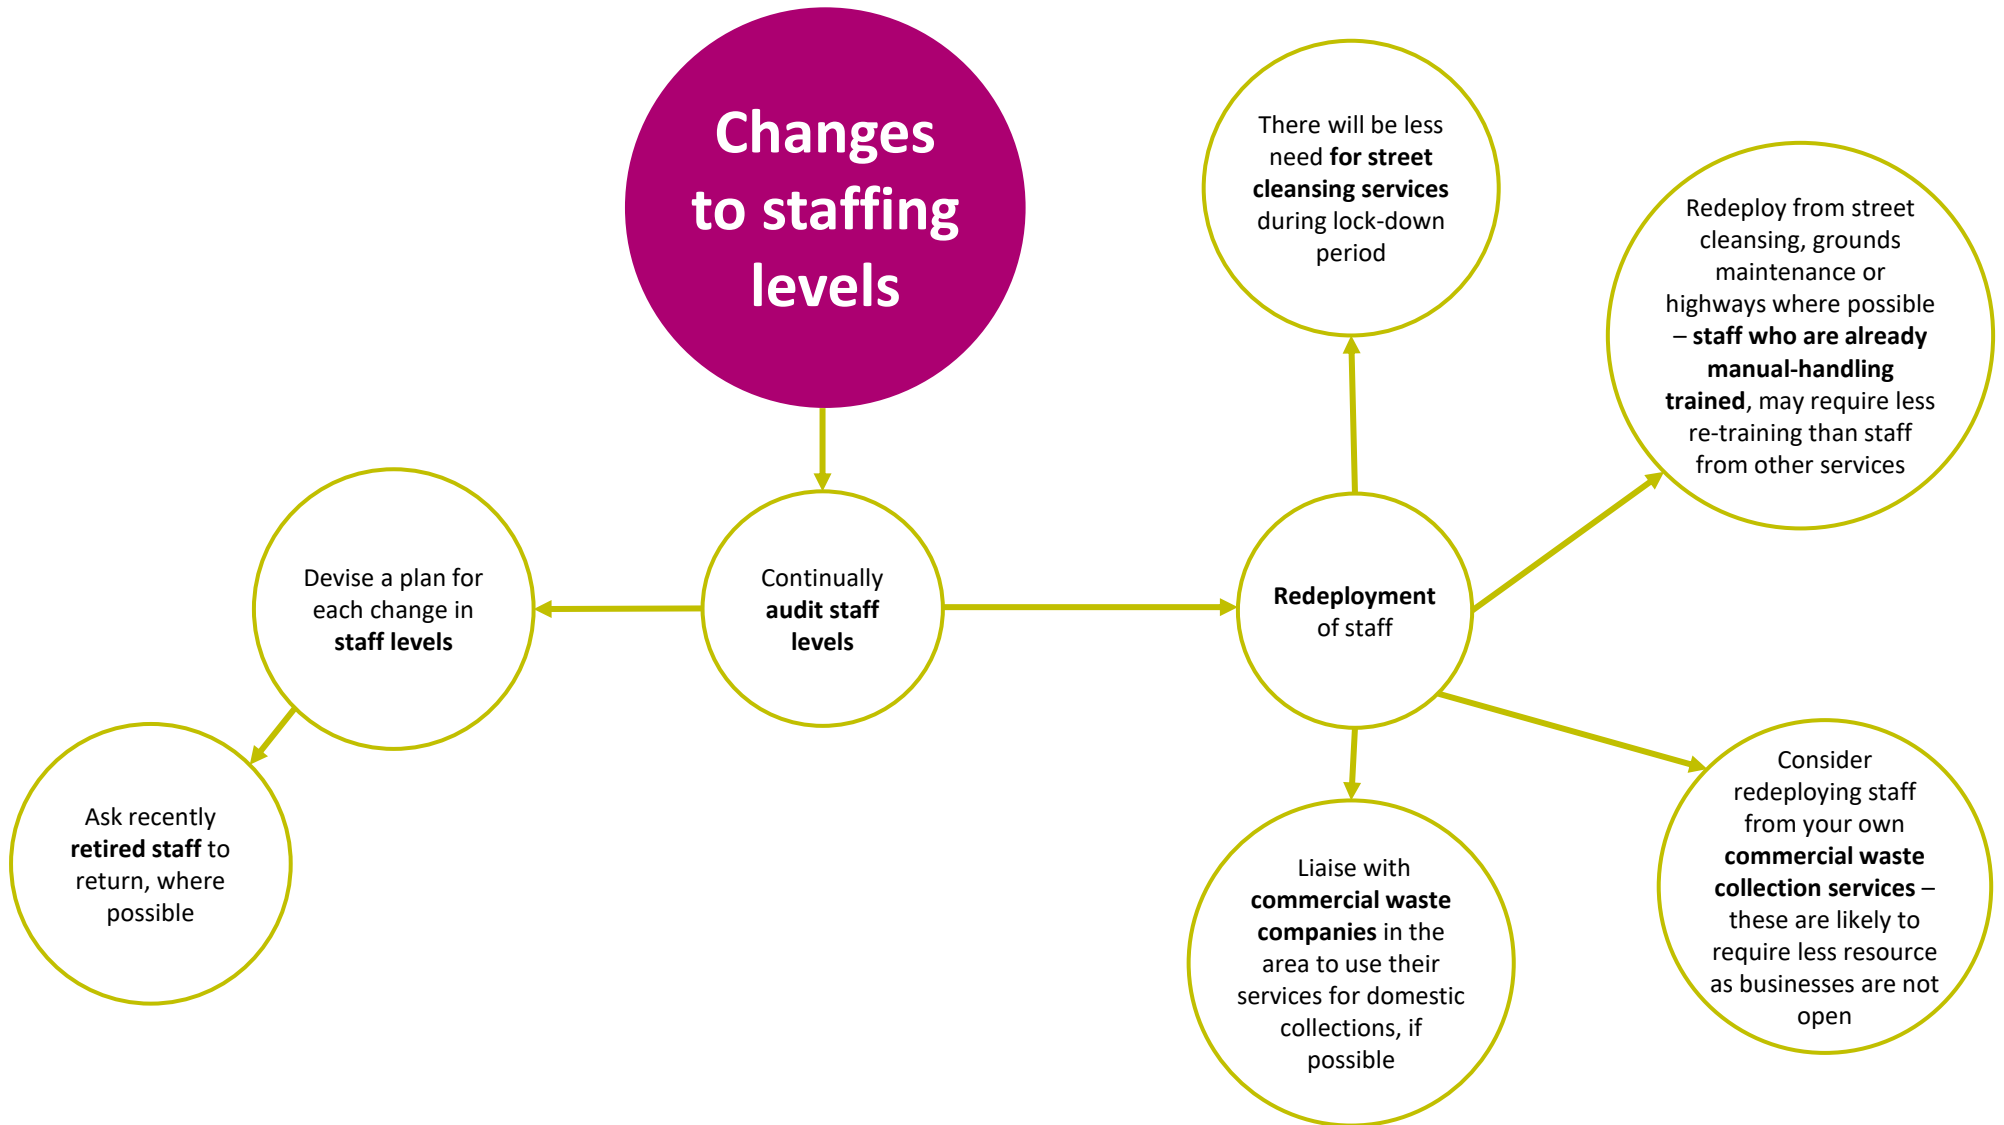 Changes
to staffing
levels
There will be less
need for street
cleansing services
during lock-down
period
Redeploy from street
cleansing, grounds
maintenance or
highways where possible
– staff who are already
manual-handling
trained, may require less
re-training than staff
from other services
Devise a plan for
each change in
staff levels
Continually
audit staff
levels
Redeployment
of staff
Ask recently
retired staff to
return, where
possible
Liaise with
commercial waste
companies in the
area to use their
services for domestic
collections, if
possible
Consider
redeploying staff
from your own
commercial waste
collection services –
these are likely to
require less resource
as businesses are not
open